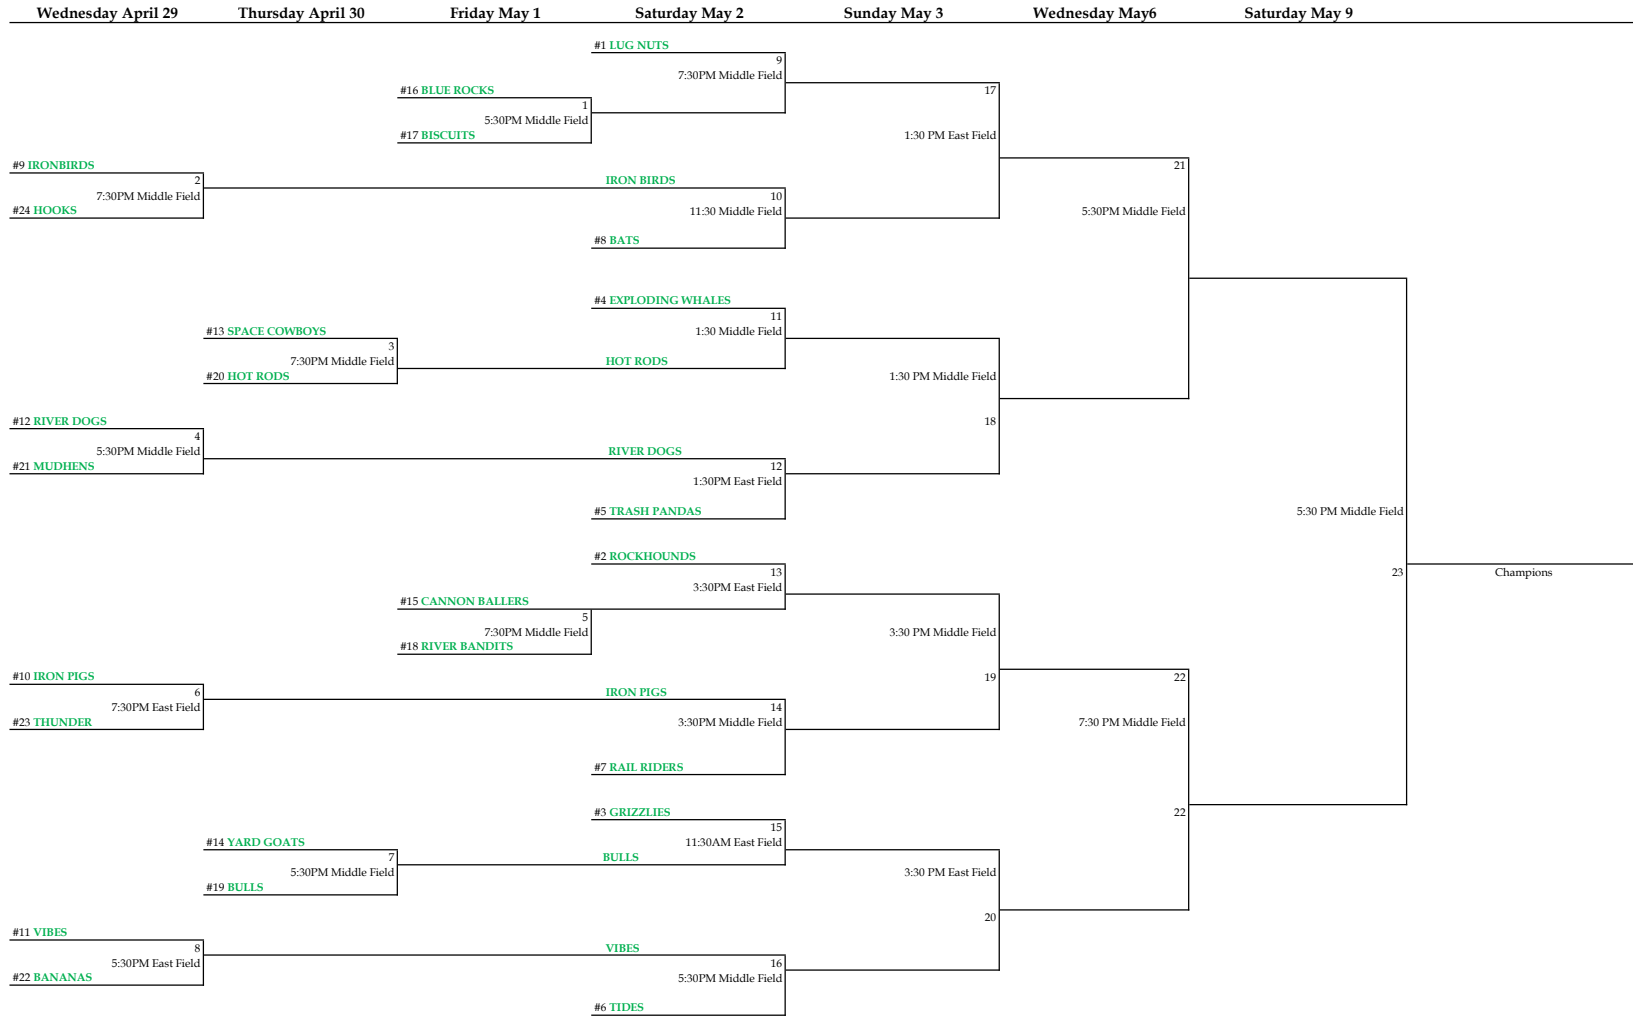 Wednesday April 29 Thursday April 30 Friday May 1 Saturday May 2 Sunday May 3 Wednesday May6 Saturday May 9
#1 LUG NUTS
9
7:30PM Middle Field
#16 BLUE ROCKS
17
1
5:30PM Middle Field
#17 BISCUITS
1:30 PM East Field
#9 IRONBIRDS
21
2
IRON BIRDS
7:30PM Middle Field
10
#24 HOOKS
11:30 Middle Field
5:30PM Middle Field
#8 BATS
#4 EXPLODING WHALES
11
#13 SPACE COWBOYS
1:30 Middle Field
3
7:30PM Middle Field
HOT RODS
#20 HOT RODS
1:30 PM Middle Field
#12 RIVER DOGS
18
4
5:30PM Middle Field
RIVER DOGS
#21 MUDHENS
12
1:30PM East Field
#5 TRASH PANDAS
5:30 PM Middle Field
#2 ROCKHOUNDS
13
23
Champions
3:30PM East Field
#15 CANNON BALLERS
5
7:30PM Middle Field
3:30 PM Middle Field
#18 RIVER BANDITS
#10 IRON PIGS
19
22
6
IRON PIGS
7:30PM East Field
14
#23 THUNDER
3:30PM Middle Field
7:30 PM Middle Field
#7 RAIL RIDERS
#3 GRIZZLIES
22
15
#14 YARD GOATS
11:30AM East Field
7
BULLS
5:30PM Middle Field
3:30 PM East Field
#19 BULLS
20
#11 VIBES
8
VIBES
5:30PM East Field
16
#22 BANANAS
5:30PM Middle Field
#6 TIDES